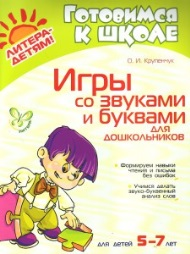 Готовимся
к школе
ЛИТЕРА-
ДЕТЯМ!
О. И. Крупенчук
Игры
со звуками
и буквами
для
дошкольников
• Формируем навыки
чтения и письма
без ошибок
• Учимся делать
звуко-буквенный
анализ слов
для детей 5-7 лет